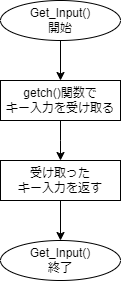 Get_Input()
開始
getch()関数で
キー入力を受け取る
受け取った
キー入力を返す
Get_Input()
終了